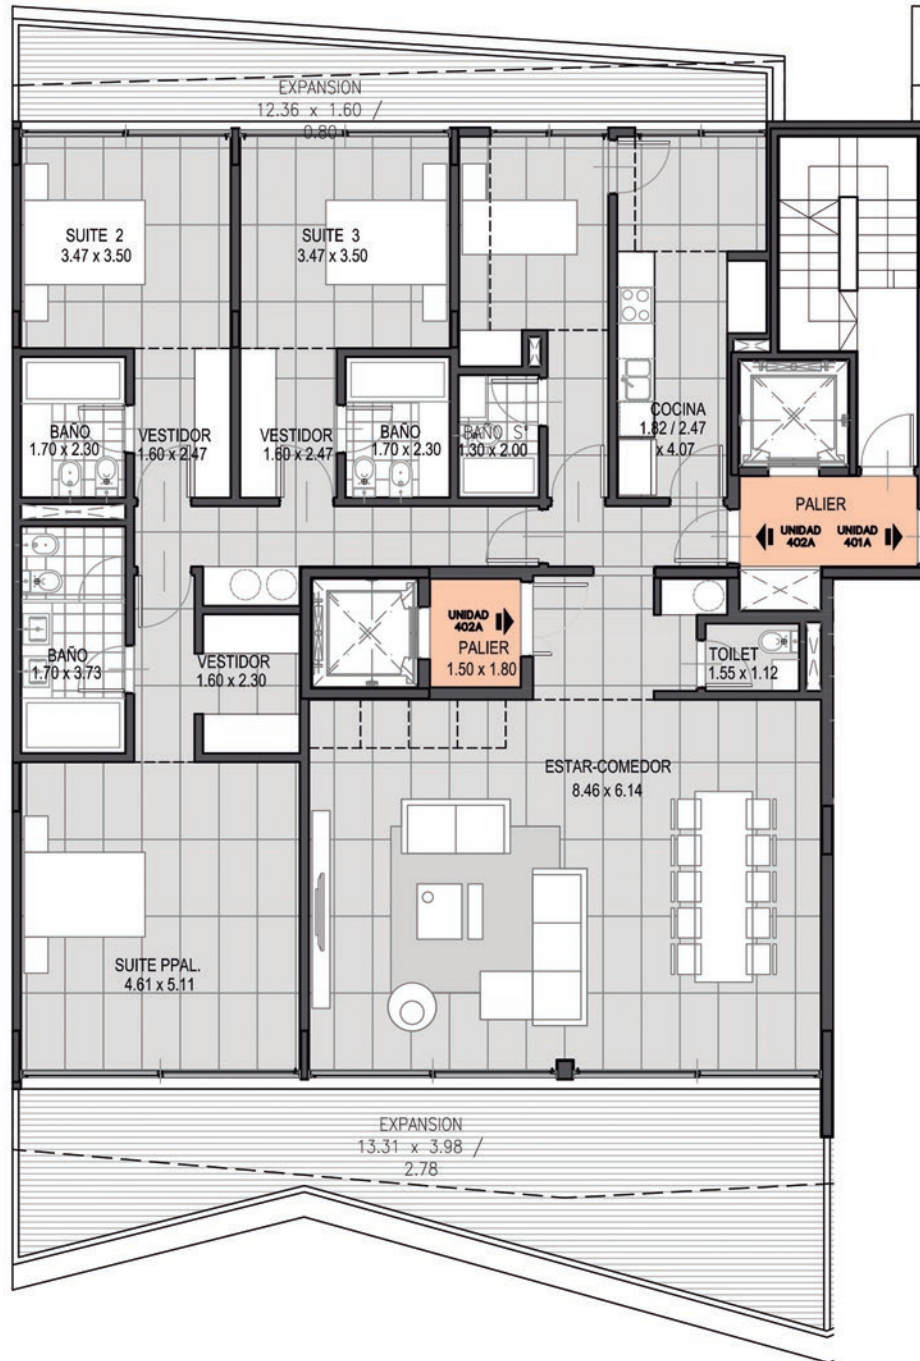 EXPANSION
12.36 x 1.60 /
0.80
SUITE 2
3.47 x 3.50
SUITE 3
3.47 x 3.50
BAÑO
1.70 x 2.30
VESTIDOR
1.60 x 2.47
VESTIDOR
1.60 x 2.47
BAÑO
1.70 x 2.30
BAÑO S°
1.30 x 2.00
COCINA
1.82 / 2.47
x 4.07
PALIER
UNIDAD
402A
UNIDAD
401A
UNIDAD
402A
PALIER
1.50 x 1.80
BAÑO
1.70 x 3.73
VESTIDOR
1.60 x 2.30
TOILET
1.55 x 1.12
ESTAR-COMEDOR
8.46 x 6.14
SUITE PPAL.
4.61 x 5.11
EXPANSION
13.31 x 3.98 /
2.78